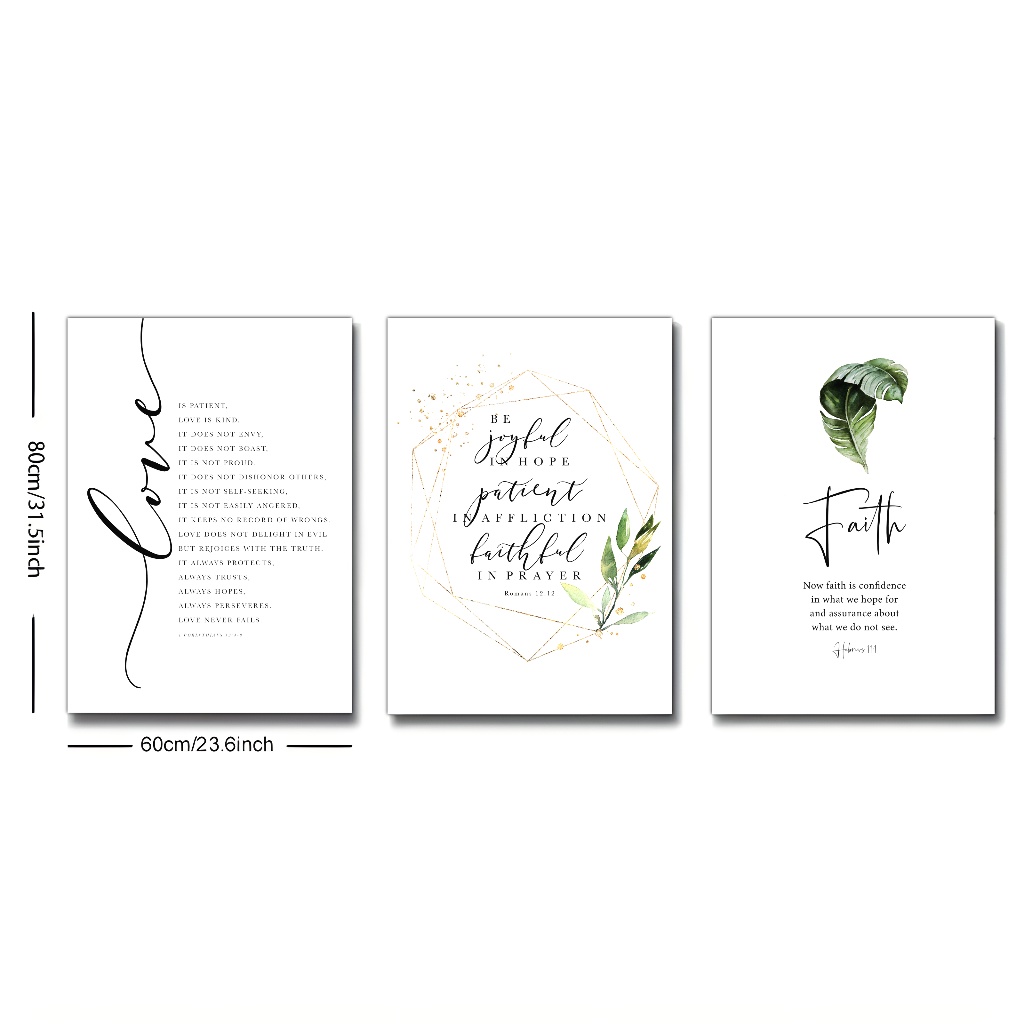 80cm/31.5inch
love
IS PATIENT,
LOVE IS KIND.
IT DOES NOT ENVY,
IT DOES NOT BOAST,
IT IS NOT PROUD.
IT DOES NOT DISHONOR OTHERS,
IT IS NOT SELF-SEEKING,
IT IS NOT EASILY ANGERED,
IT KEEPS NO RECORD OF WRONGS.
LOVE DOES NOT DELIGHT IN EVIL
BUT REJOICES WITH THE TRUTH.
IT ALWAYS PROTECTS,
ALWAYS TRUSTS,
ALWAYS HOPES,
ALWAYS PERSEVERES.
LOVE NEVER FAILS.
60cm/23.6inch
BE
joyful
IN HOPE
patient
IN AFFLICTION
faithful
IN PRAYER
Romans 12:12
Faith
Now faith is confidence
in what we hope for
and assurance about
what we do not see.